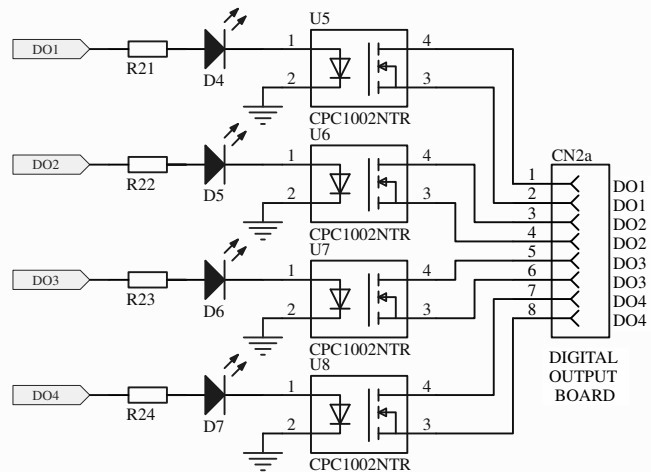 U5
DO1
R21
D4
1
2
4
3
CPC1002NTR
U6
DO2
R22
D5
1
2
4
3
CPC1002NTR
U7
DO3
R23
D6
1
2
4
3
CPC1002NTR
U8
DO4
R24
D7
1
2
4
3
CPC1002NTR
CN2a
1 DO1
2 DO1
3 DO2
4 DO2
5 DO3
6 DO3
7 DO4
8 DO4
DIGITAL
OUTPUT
BOARD